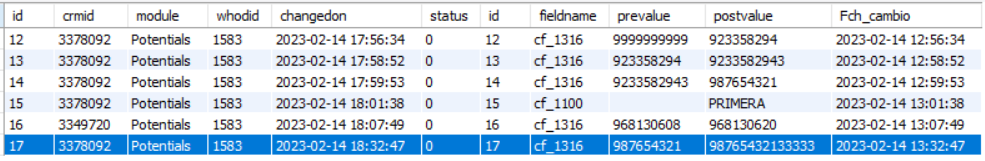 id crmid module whodid changedon status id fieldname prevalue postvalue Fch_cambio
12 3378092 Potentials 1583 2023-02-14 17:56:34 0 12 cf_1316 9999999999 923358294 2023-02-14 12:56:34
13 3378092 Potentials 1583 2023-02-14 17:58:52 0 13 cf_1316 923358294 9233582943 2023-02-14 12:58:52
14 3378092 Potentials 1583 2023-02-14 17:59:53 0 14 cf_1316 9233582943 987654321 2023-02-14 12:59:53
15 3378092 Potentials 1583 2023-02-14 18:01:38 0 15 cf_1100 PRIMERA 2023-02-14 13:01:38
16 3349720 Potentials 1583 2023-02-14 18:07:49 0 16 cf_1316 968130608 968130620 2023-02-14 13:07:49
17 3378092 Potentials 1583 2023-02-14 18:32:47 0 17 cf_1316 987654321 98765432133333 2023-02-14 13:32:47